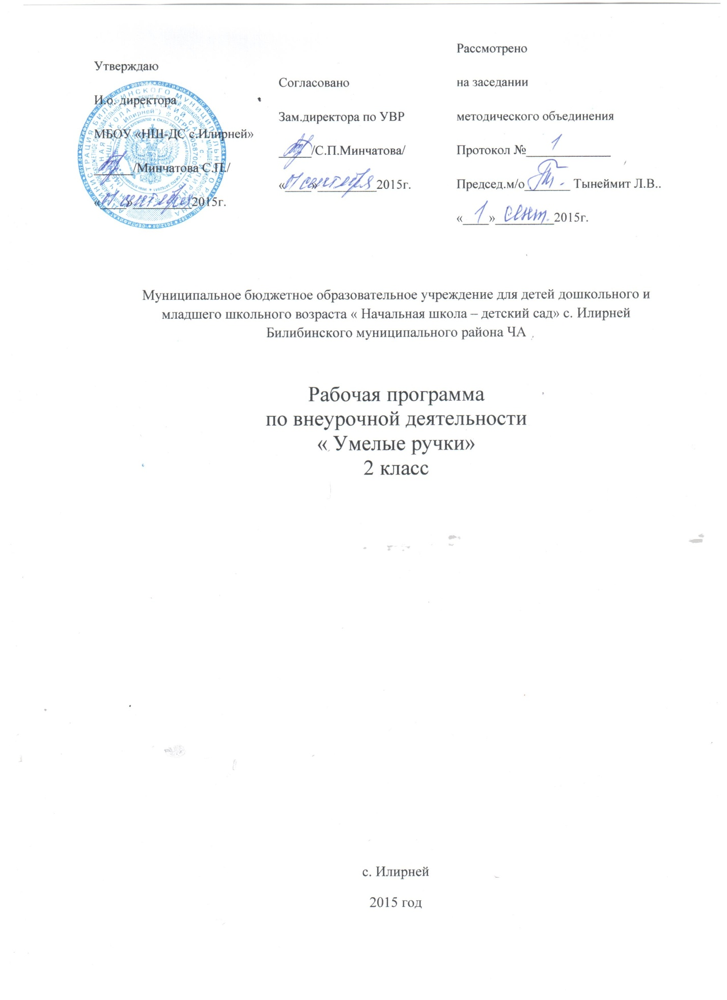 Утверждаю
И.о. директора
МБОУ «НШ-ДС с.Илирней»
______/Минчатова С.П./
«01» сентября 2015г.
Согласовано
Зам.директора по УВР
_____/С.П.Минчатова/
«01» сентября 2015г.
Рассмотрено
на заседании
методического объединения
Протокол № 1
Председ.м/о_______ Тынеймит Л.В..
«1» сент. 2015г.
Муниципальное бюджетное образовательное учреждение для детей дошкольного и
младшего школьного возраста « Начальная школа – детский сад» с. Илирней
Билибинского муниципального района ЧА
Рабочая программа
по внеурочной деятельности
« Умелые ручки»
2 класс
с. Илирней
2015 год